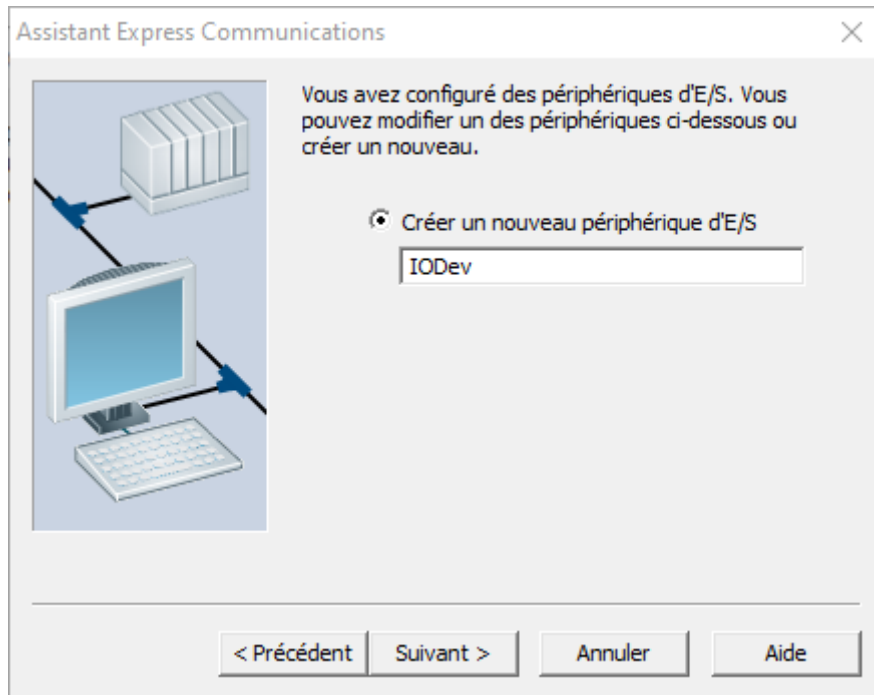 Assistant Express Communications
Vous avez configuré des périphériques d'E/S. Vous
pouvez modifier un des périphériques ci-dessous ou
créer un nouveau.
Créer un nouveau périphérique d'E/S
IODev
< Précédent
Suivant >
Annuler
Aide